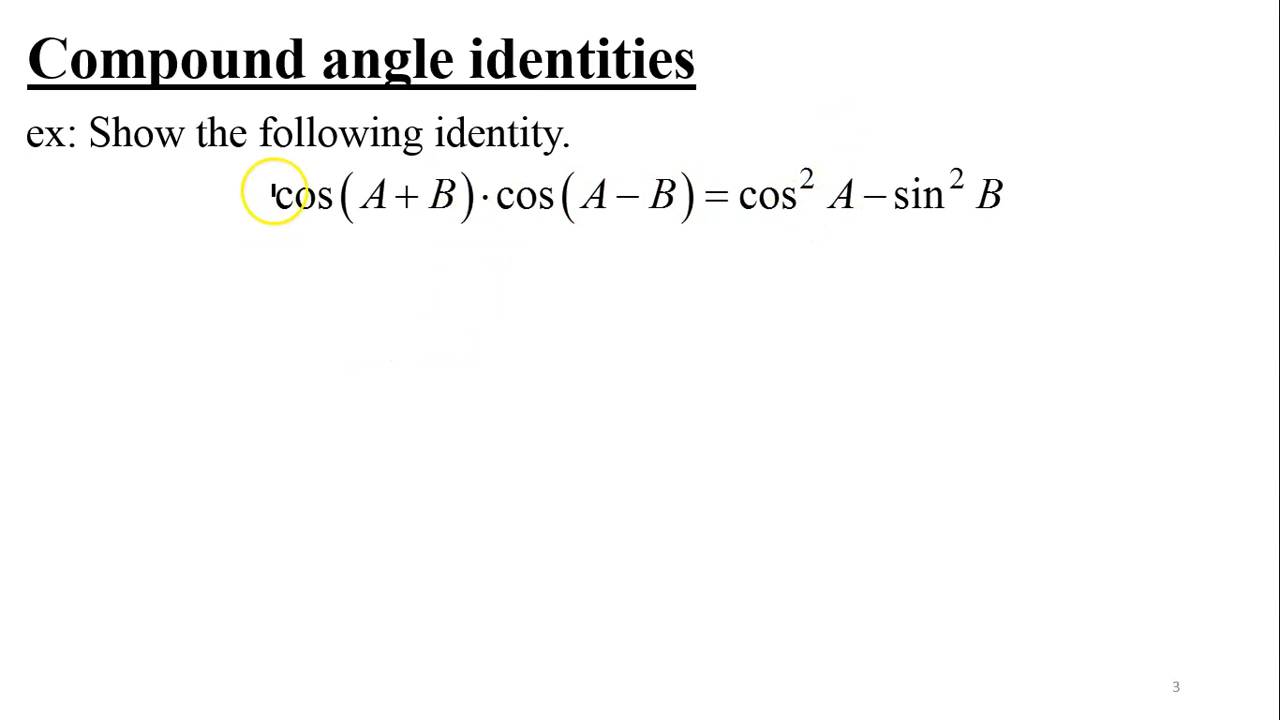 Compound angle identities
ex: Show the following identity.
cos(A + B)·cos(A − B) = cos² A − sin² B
3